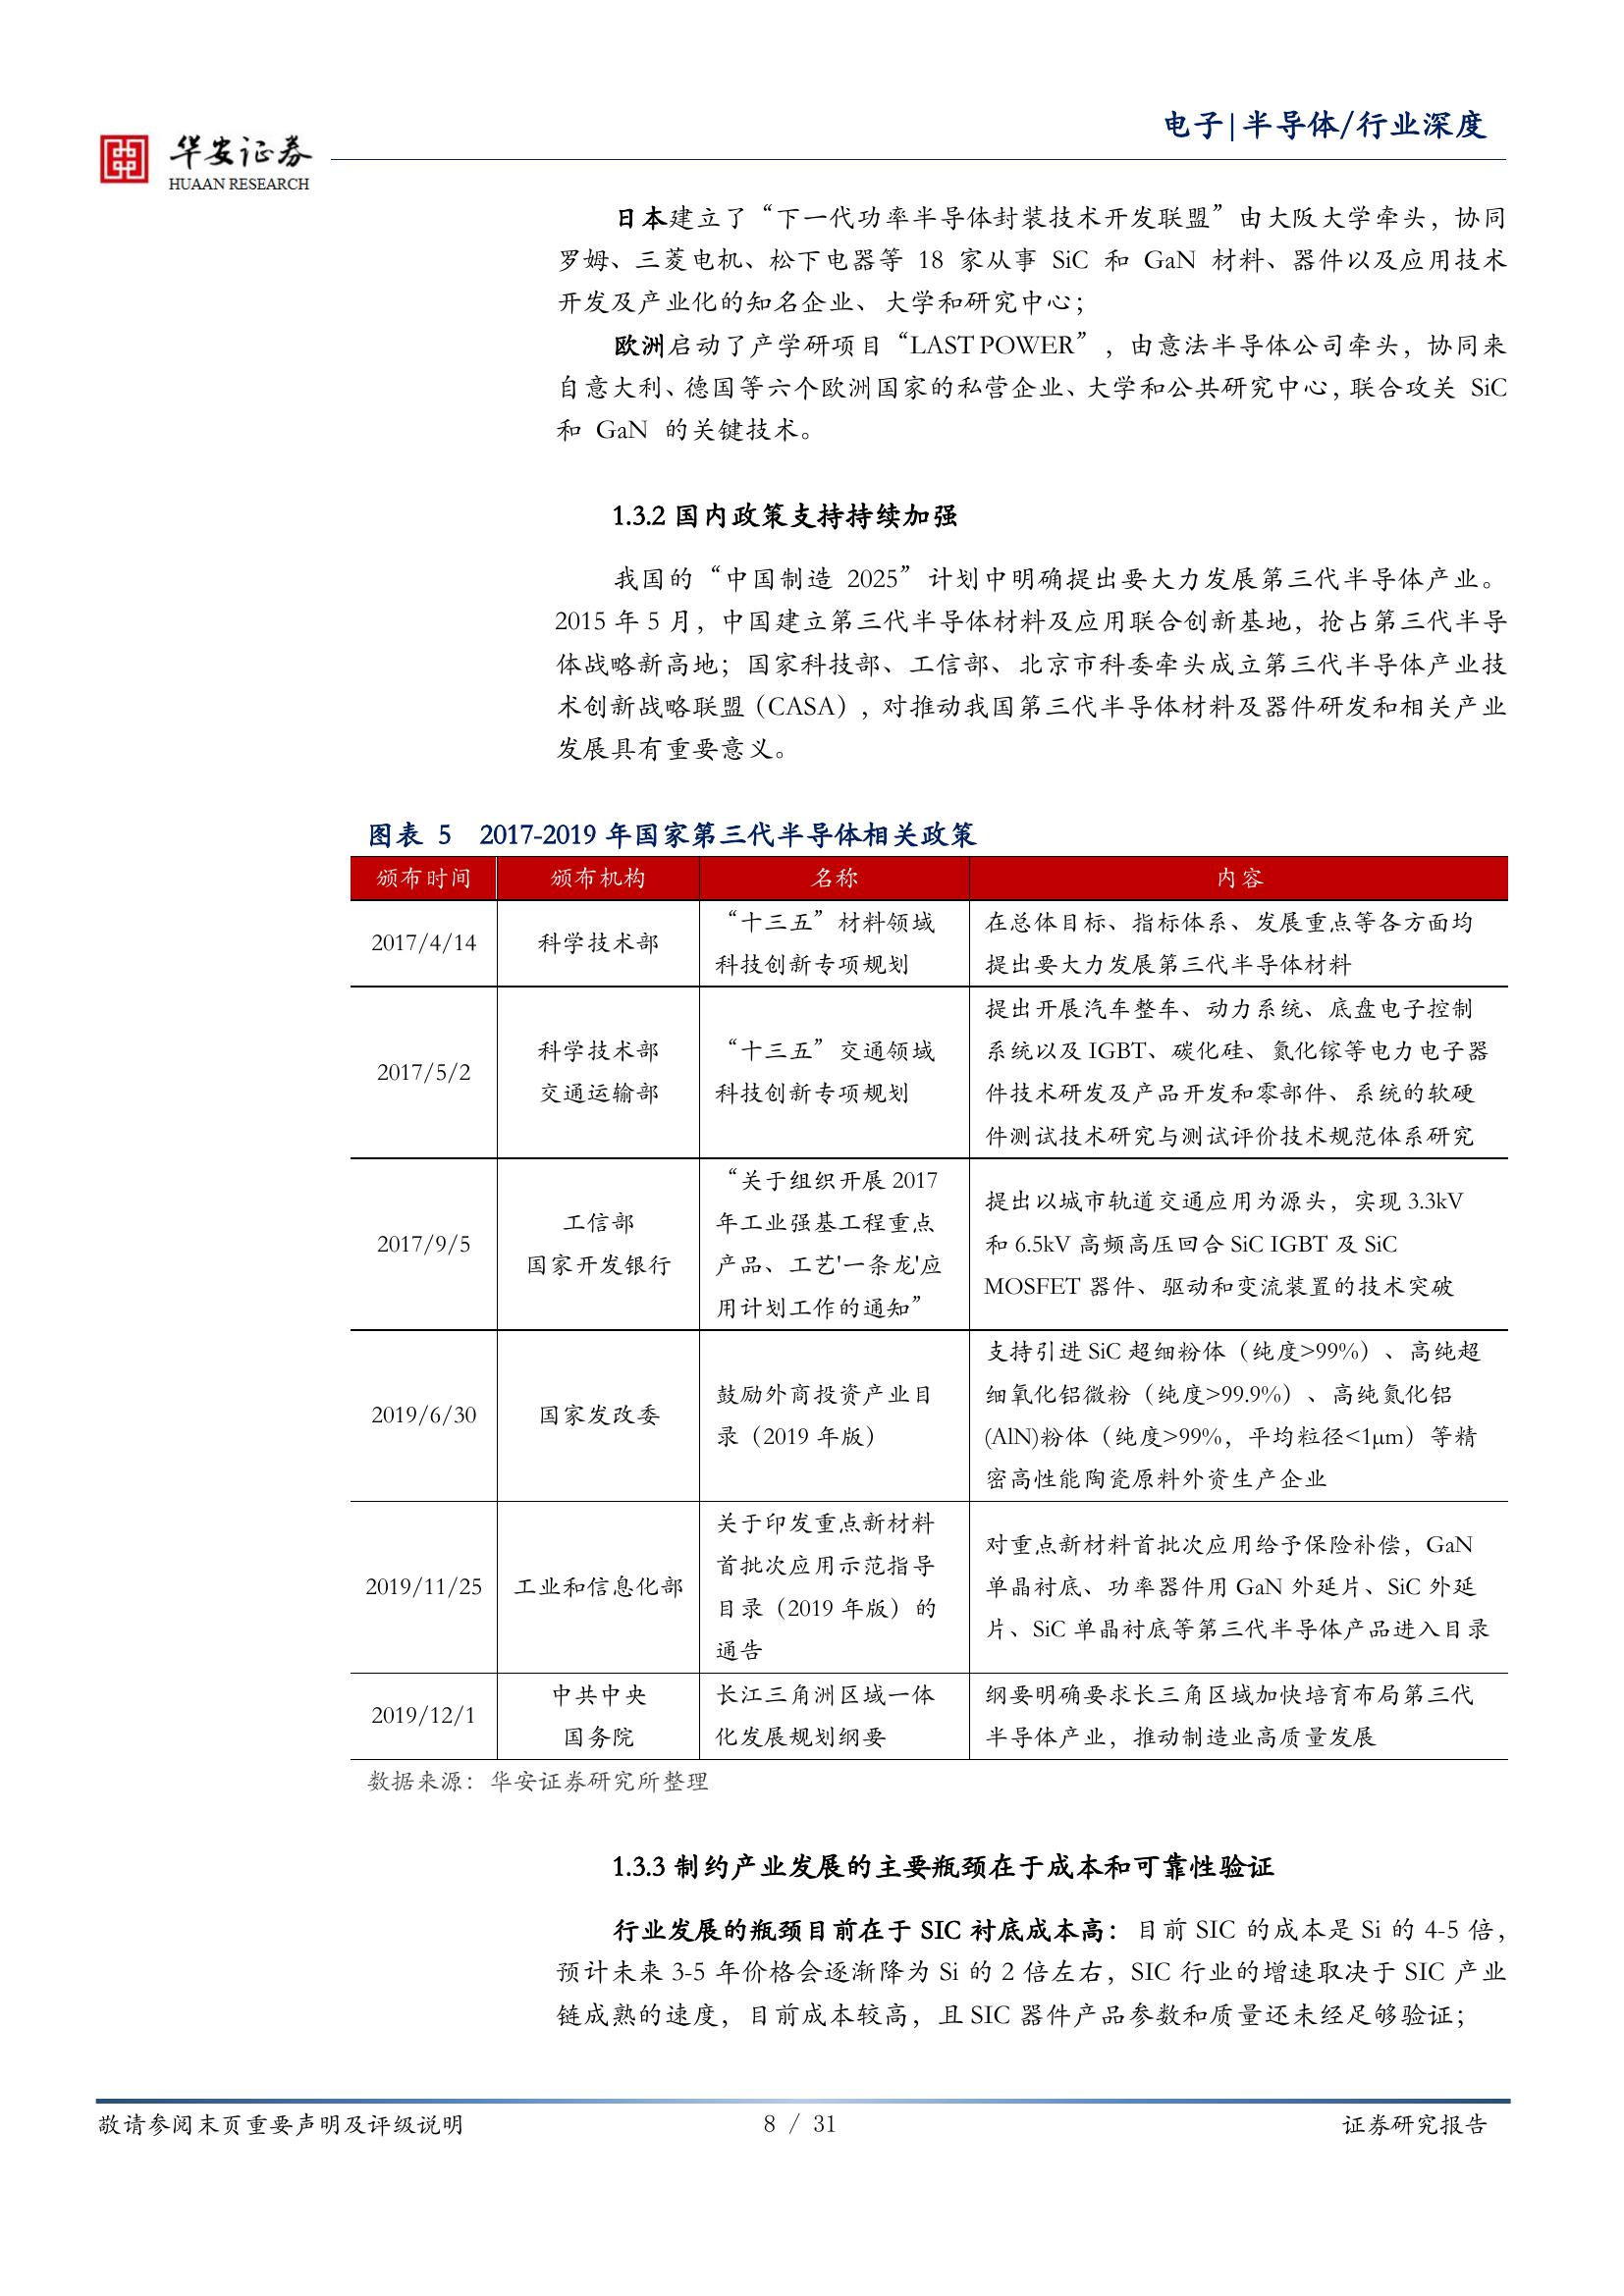 华安证券
HUAAN RESEARCH
电子|半导体/行业深度
日本建立了“下一代功率半导体封装技术开发联盟”由大阪大学牵头，协同
罗姆、三菱电机、松下电器等 18 家从事 SiC 和 GaN 材料、器件以及应用技术
开发及产业化的知名企业、大学和研究中心；
欧洲启动了产学研项目“LAST POWER”，由意法半导体公司牵头，协同来
自意大利、德国等六个欧洲国家的私营企业、大学和公共研究中心，联合攻关 SiC
和 GaN 的关键技术。
1.3.2 国内政策支持持续加强
我国的“中国制造 2025”计划中明确提出要大力发展第三代半导体产业。
2015 年 5 月，中国建立第三代半导体材料及应用联合创新基地，抢占第三代半导
体战略新高地；国家科技部、工信部、北京市科委牵头成立第三代半导体产业技
术创新战略联盟（CASA），对推动我国第三代半导体材料及器件研发和相关产业
发展具有重要意义。
图表 5 2017-2019 年国家第三代半导体相关政策
颁布时间 颁布机构 名称 内容
2017/4/14
科学技术部
“十三五”材料领域
科技创新专项规划
在总体目标、指标体系、发展重点等各方面均
提出要大力发展第三代半导体材料
2017/5/2
科学技术部
交通运输部
“十三五”交通领域
科技创新专项规划
提出开展汽车整车、动力系统、底盘电子控制
系统以及 IGBT、碳化硅、氮化镓等电力电子器
件技术研发及产品开发和零部件、系统的软硬
件测试技术研究与测试评价技术规范体系研究
2017/9/5
工信部
国家开发银行
“关于组织开展 2017
年工业强基工程重点
产品、工艺'一条龙'应
用计划工作的通知”
提出以城市轨道交通应用为源头，实现 3.3kV
和 6.5kV 高频高压回合 SiC IGBT 及 SiC
MOSFET 器件、驱动和变流装置的技术突破
2019/6/30
国家发改委
鼓励外商投资产业目
录（2019 年版）
支持引进 SiC 超细粉体（纯度>99%）、高纯超
细氧化铝微粉（纯度>99.9%）、高纯氮化铝
(AlN)粉体（纯度>99%，平均粒径<1μm）等精
密高性能陶瓷原料外资生产企业
2019/11/25
工业和信息化部
关于印发重点新材料
首批次应用示范指导
目录（2019 年版）的
通告
对重点新材料首批次应用给予保险补偿，GaN
单晶衬底、功率器件用 GaN 外延片、SiC 外延
片、SiC 单晶衬底等第三代半导体产品进入目录
2019/12/1
中共中央
国务院
长江三角洲区域一体
化发展规划纲要
纲要明确要求长三角区域加快培育布局第三代
半导体产业，推动制造业高质量发展
数据来源：华安证券研究所整理
1.3.3 制约产业发展的主要瓶颈在于成本和可靠性验证
行业发展的瓶颈目前在于 SIC 衬底成本高：目前 SIC 的成本是 Si 的 4-5 倍，
预计未来 3-5 年价格会逐渐降为 Si 的 2 倍左右，SIC 行业的增速取决于 SIC 产业
链成熟的速度，目前成本较高，且 SIC 器件产品参数和质量还未经足够验证；
敬请参阅末页重要声明及评级说明
8 / 31
证券研究报告